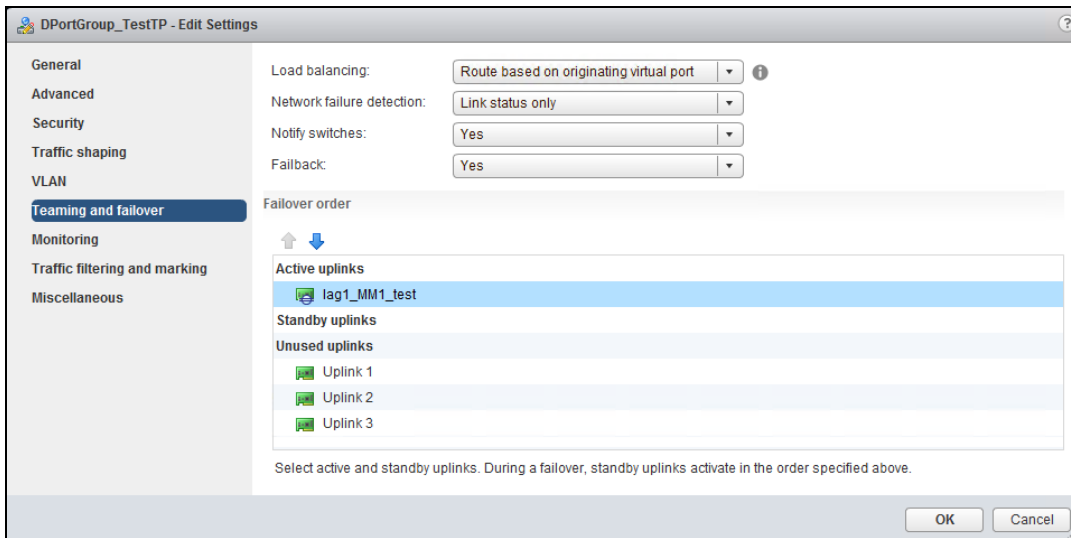 DPortGroup_TestTP - Edit Settings
?
General
Advanced
Security
Traffic shaping
VLAN
Teaming and failover
Monitoring
Traffic filtering and marking
Miscellaneous
Load balancing: Route based on originating virtual port
Network failure detection: Link status only
Notify switches: Yes
Failback: Yes
Failover order
Active uplinks
lag1_MM1_test
Standby uplinks
Unused uplinks
Uplink 1
Uplink 2
Uplink 3
Select active and standby uplinks. During a failover, standby uplinks activate in the order specified above.
OK Cancel